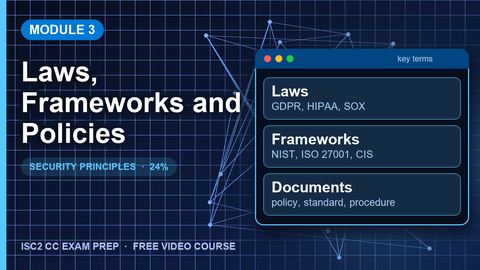 MODULE 3
Laws,
Frameworks and
Policies
SECURITY PRINCIPLES · 24%
ISC2 CC EXAM PREP · FREE VIDEO COURSE
key terms
Laws
GDPR, HIPAA, SOX
Frameworks
NIST, ISO 27001, CIS
Documents
policy, standard, procedure